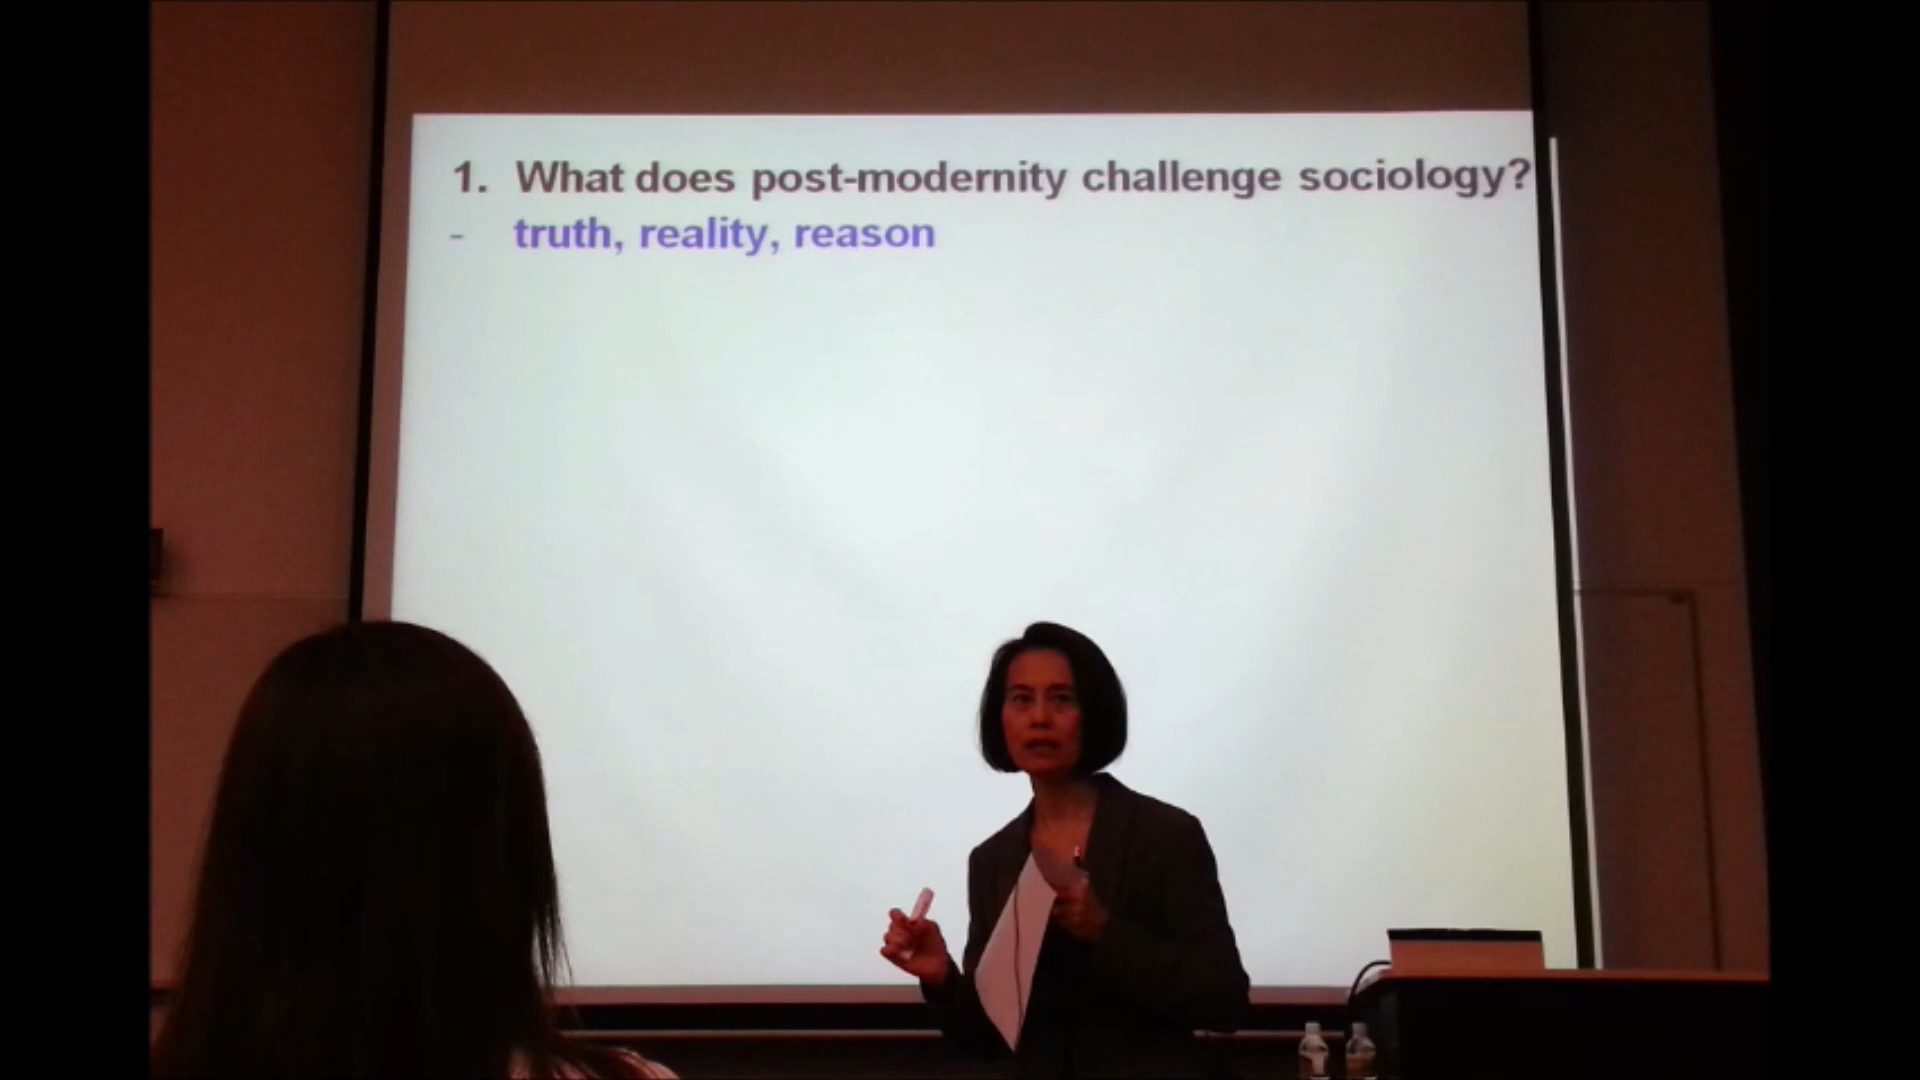 1. What does post-modernity challenge sociology?
- truth, reality, reason